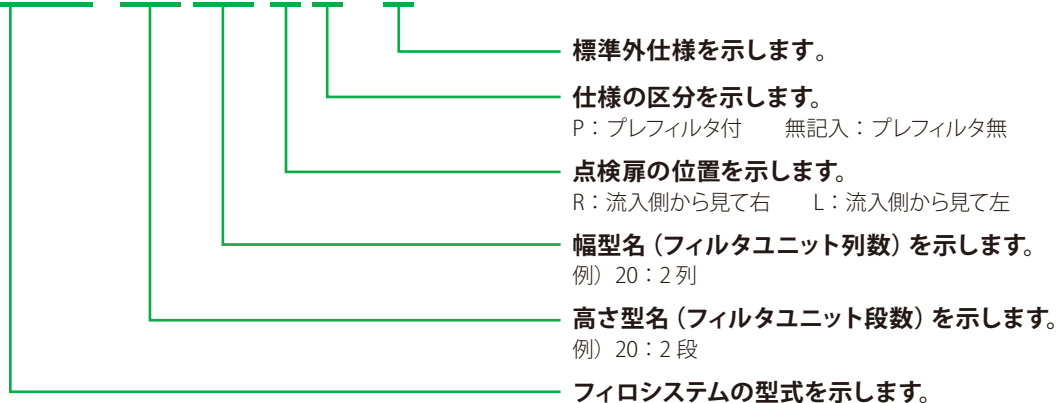 標準外仕様を示します。
仕様の区分を示します。
P：プレフィルタ付　　無記入：プレフィルタ無
点検扉の位置を示します。
R：流入側から見て右　　L：流入側から見て左
幅型名（フィルタユニット列数）を示します。
例）20：2列
高さ型名（フィルタユニット段数）を示します。
例）20：2段
フィロシステムの型式を示します。